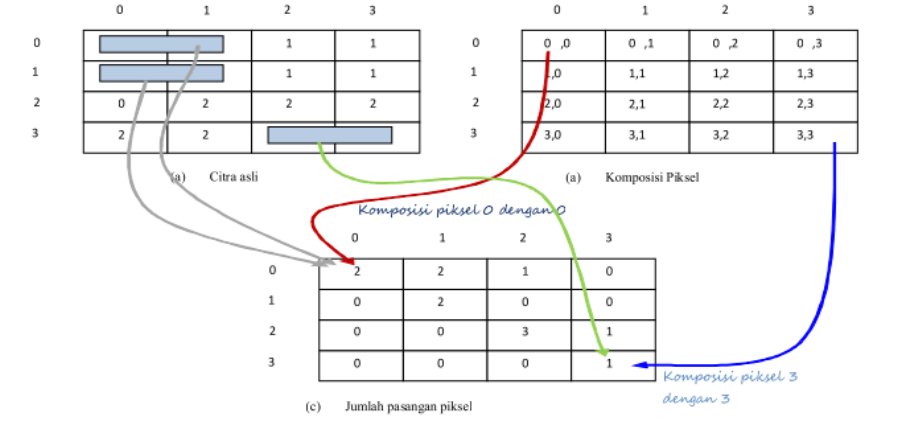 0 1 2 3
0 1 1
1 1 1
2 0 2 2 2
3 2 2
(a) Citra asli
0 1 2 3
0 0 ,0 0 ,1 0 ,2 0 ,3
1 1,0 1,1 1,2 1,3
2 2,0 2,1 2,2 2,3
3 3,0 3,1 3,2 3,3
(a) Komposisi Piksel
Komposisi piksel 0 dengan 0
0 1 2 3
0 2 2 1 0
1 0 2 0 0
2 0 0 3 1
3 0 0 0 1
Komposisi piksel 3
dengan 3
(c) Jumlah pasangan piksel